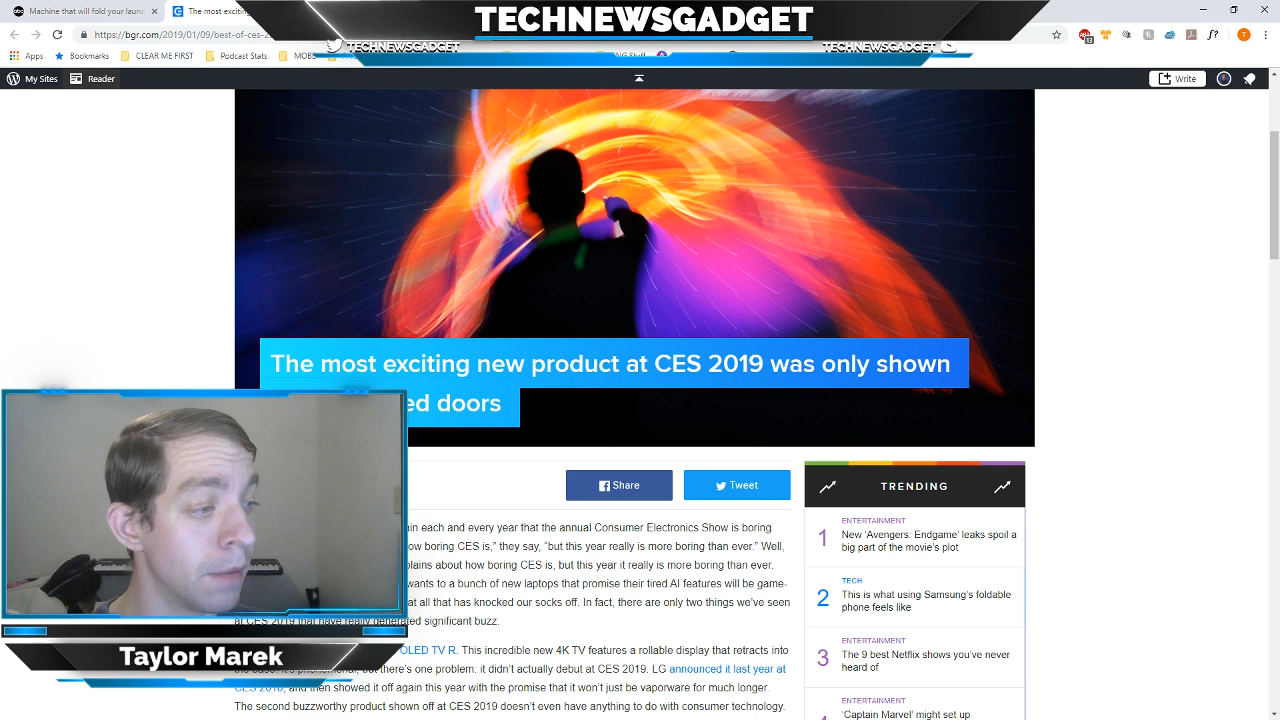 TECHNEWSGADGET
Machine that will fold your laund
The most excitin
https://bgr.com/2019/01/09/best-of-ces-2
TECHNEWSGADGET
TECHNEWSGADGET
Apps
Bookmarks
CLEAR ME FIRST
Podcast Stats
MOBE
My Sites
Reader
Write
The most exciting new product at CES 2019 was only shown
ed doors
Share
Tweet
TRENDING
ain each and every year that the annual Consumer Electronics Show is boring.
ow boring CES is,” they say, “but this year really is more boring than ever.” Well,
plains about how boring CES is, but this year it really is more boring than ever.
wants to a bunch of new laptops that promise their tired AI features will be game-
at all that has knocked our socks off. In fact, there are only two things we’ve seen
at CES 2019 that have really generated significant buzz.
OLED TV R. This incredible new 4K TV features a rollable display that retracts into
there’s one problem: it didn’t actually debut at CES 2019. LG announced it last year at
CES 2018, and then showed it off again this year with the promise that it won’t just be vaporware for much longer.
The second buzzworthy product shown off at CES 2019 doesn’t even have anything to do with consumer technology.
1
ENTERTAINMENT
New ‘Avengers: Endgame’ leaks spoil a
big part of the movie’s plot
2
TECH
This is what using Samsung’s foldable
phone feels like
3
ENTERTAINMENT
The 9 best Netflix shows you’ve never
heard of
ENTERTAINMENT
‘Captain Marvel’ might set up
Taylor Marek